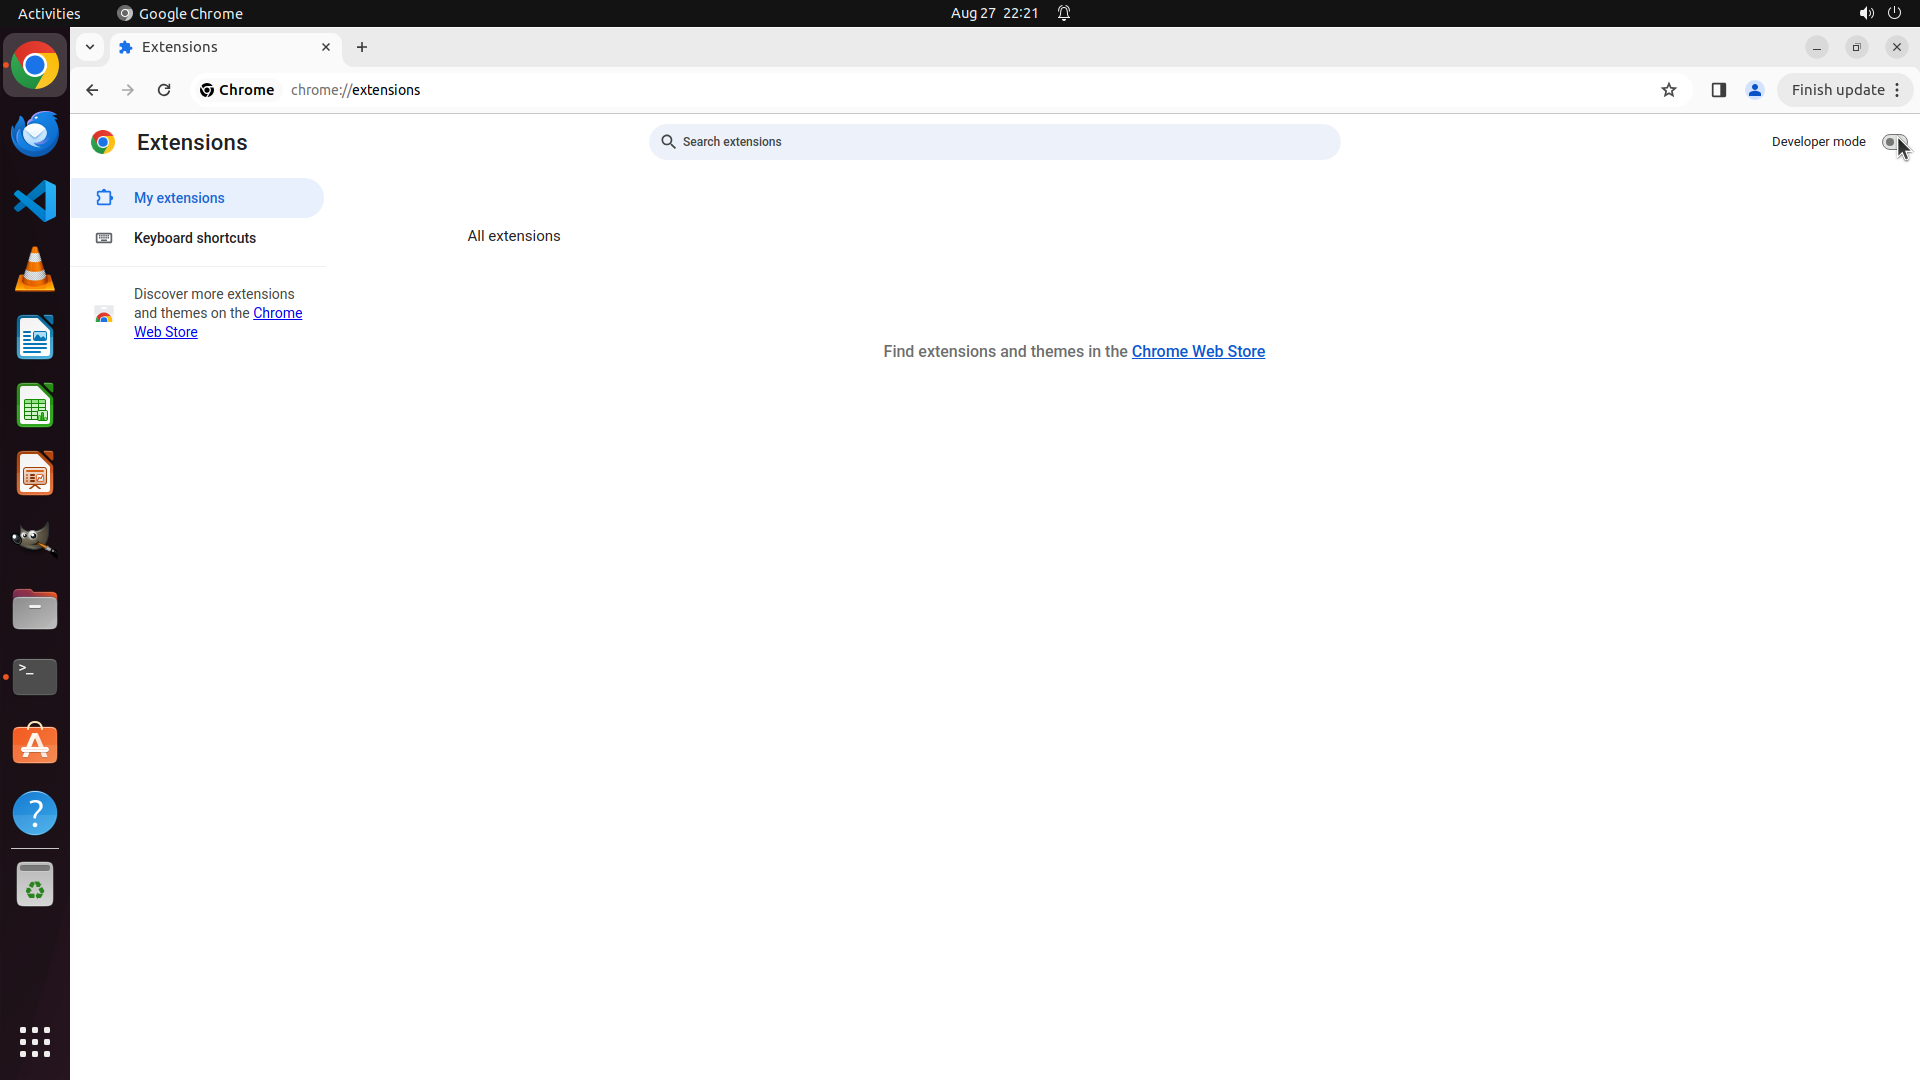 Activities
Google Chrome
Aug 27 22:21
Extensions
Chrome
chrome://extensions
Finish update
Extensions
Search extensions
Developer mode
My extensions
Keyboard shortcuts
Discover more extensions
and themes on the Chrome
Web Store
All extensions
Find extensions and themes in the Chrome Web Store